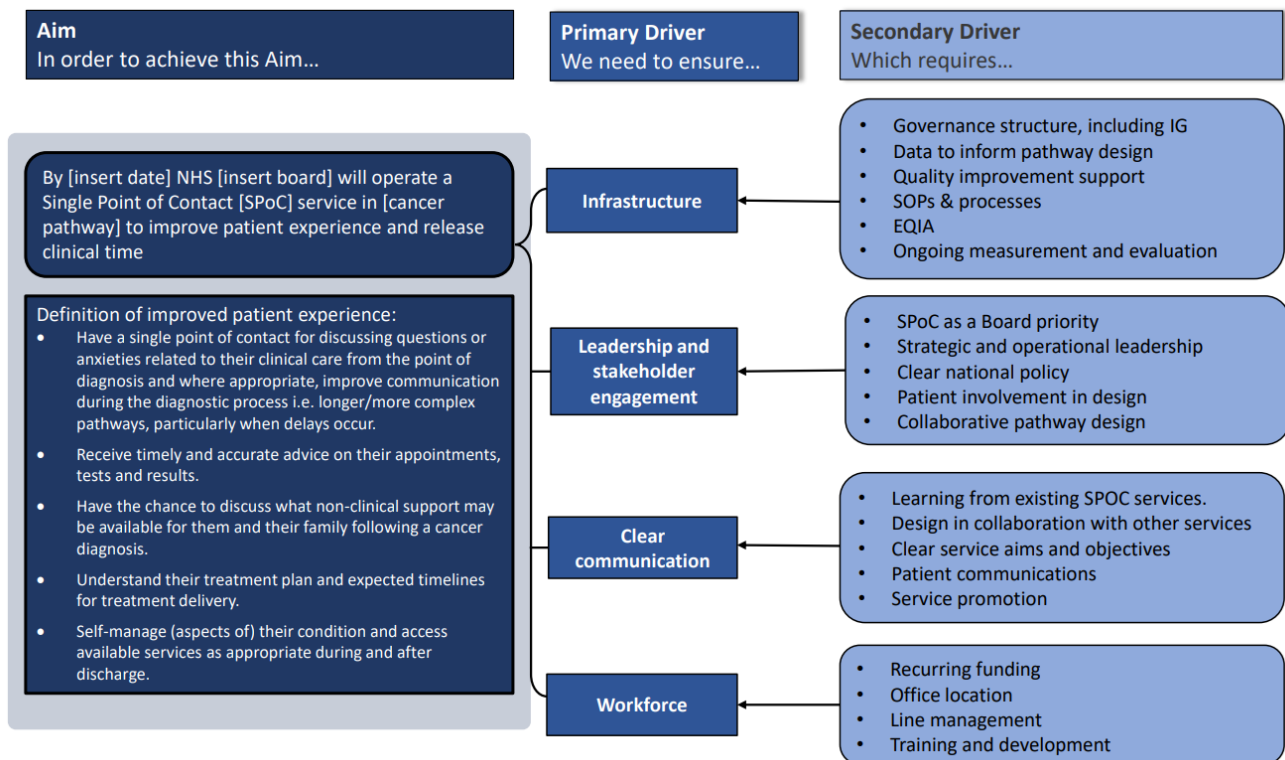 Aim
In order to achieve this Aim…
Primary Driver
We need to ensure…
Secondary Driver
Which requires…
By [insert date] NHS [insert board] will operate a
Single Point of Contact [SPoC] service in [cancer
pathway] to improve patient experience and release
clinical time
Definition of improved patient experience:
• Have a single point of contact for discussing questions or
anxieties related to their clinical care from the point of
diagnosis and where appropriate, improve communication
during the diagnostic process i.e. longer/more complex
pathways, particularly when delays occur.
• Receive timely and accurate advice on their appointments,
tests and results.
• Have the chance to discuss what non-clinical support may
be available for them and their family following a cancer
diagnosis.
• Understand their treatment plan and expected timelines
for treatment delivery.
• Self-manage (aspects of) their condition and access
available services as appropriate during and after
discharge.
Infrastructure
• Governance structure, including IG
• Data to inform pathway design
• Quality improvement support
• SOPs & processes
• EQIA
• Ongoing measurement and evaluation
Leadership and
stakeholder
engagement
• SPoC as a Board priority
• Strategic and operational leadership
• Clear national policy
• Patient involvement in design
• Collaborative pathway design
Clear
communication
• Learning from existing SPOC services.
• Design in collaboration with other services
• Clear service aims and objectives
• Patient communications
• Service promotion
Workforce
• Recurring funding
• Office location
• Line management
• Training and development